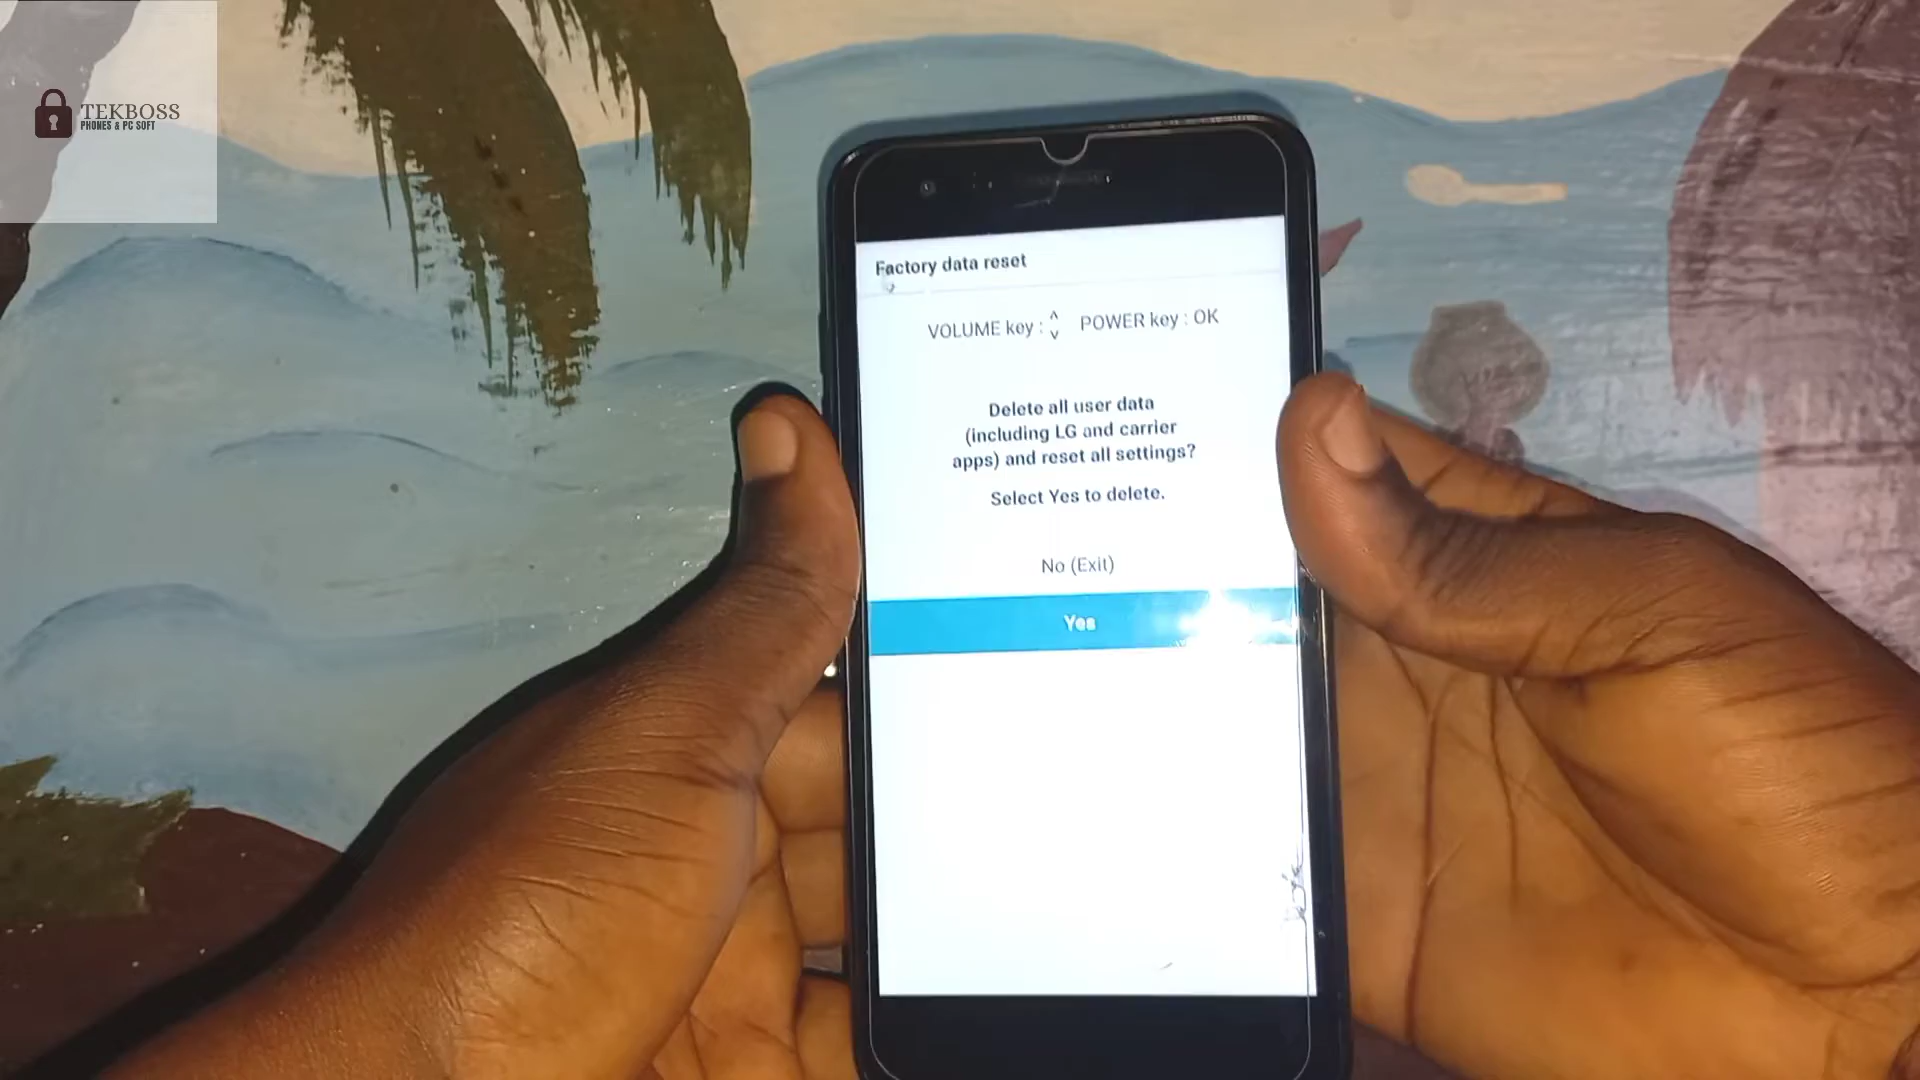 TEKBOSS
PHONES & PC SOFT
Factory data reset
VOLUME key : POWER key : OK
Delete all user data
(including LG and carrier
apps) and reset all settings?
Select Yes to delete.
No (Exit)
Yes